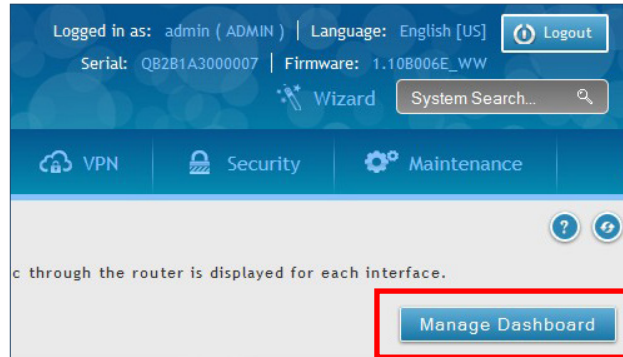 Logged in as: admin ( ADMIN ) | Language: English [US] Logout
Serial: QB2B1A3000007 | Firmware: 1.10B006E_WW
Wizard System Search...
VPN Security Maintenance
?
c through the router is displayed for each interface.
Manage Dashboard